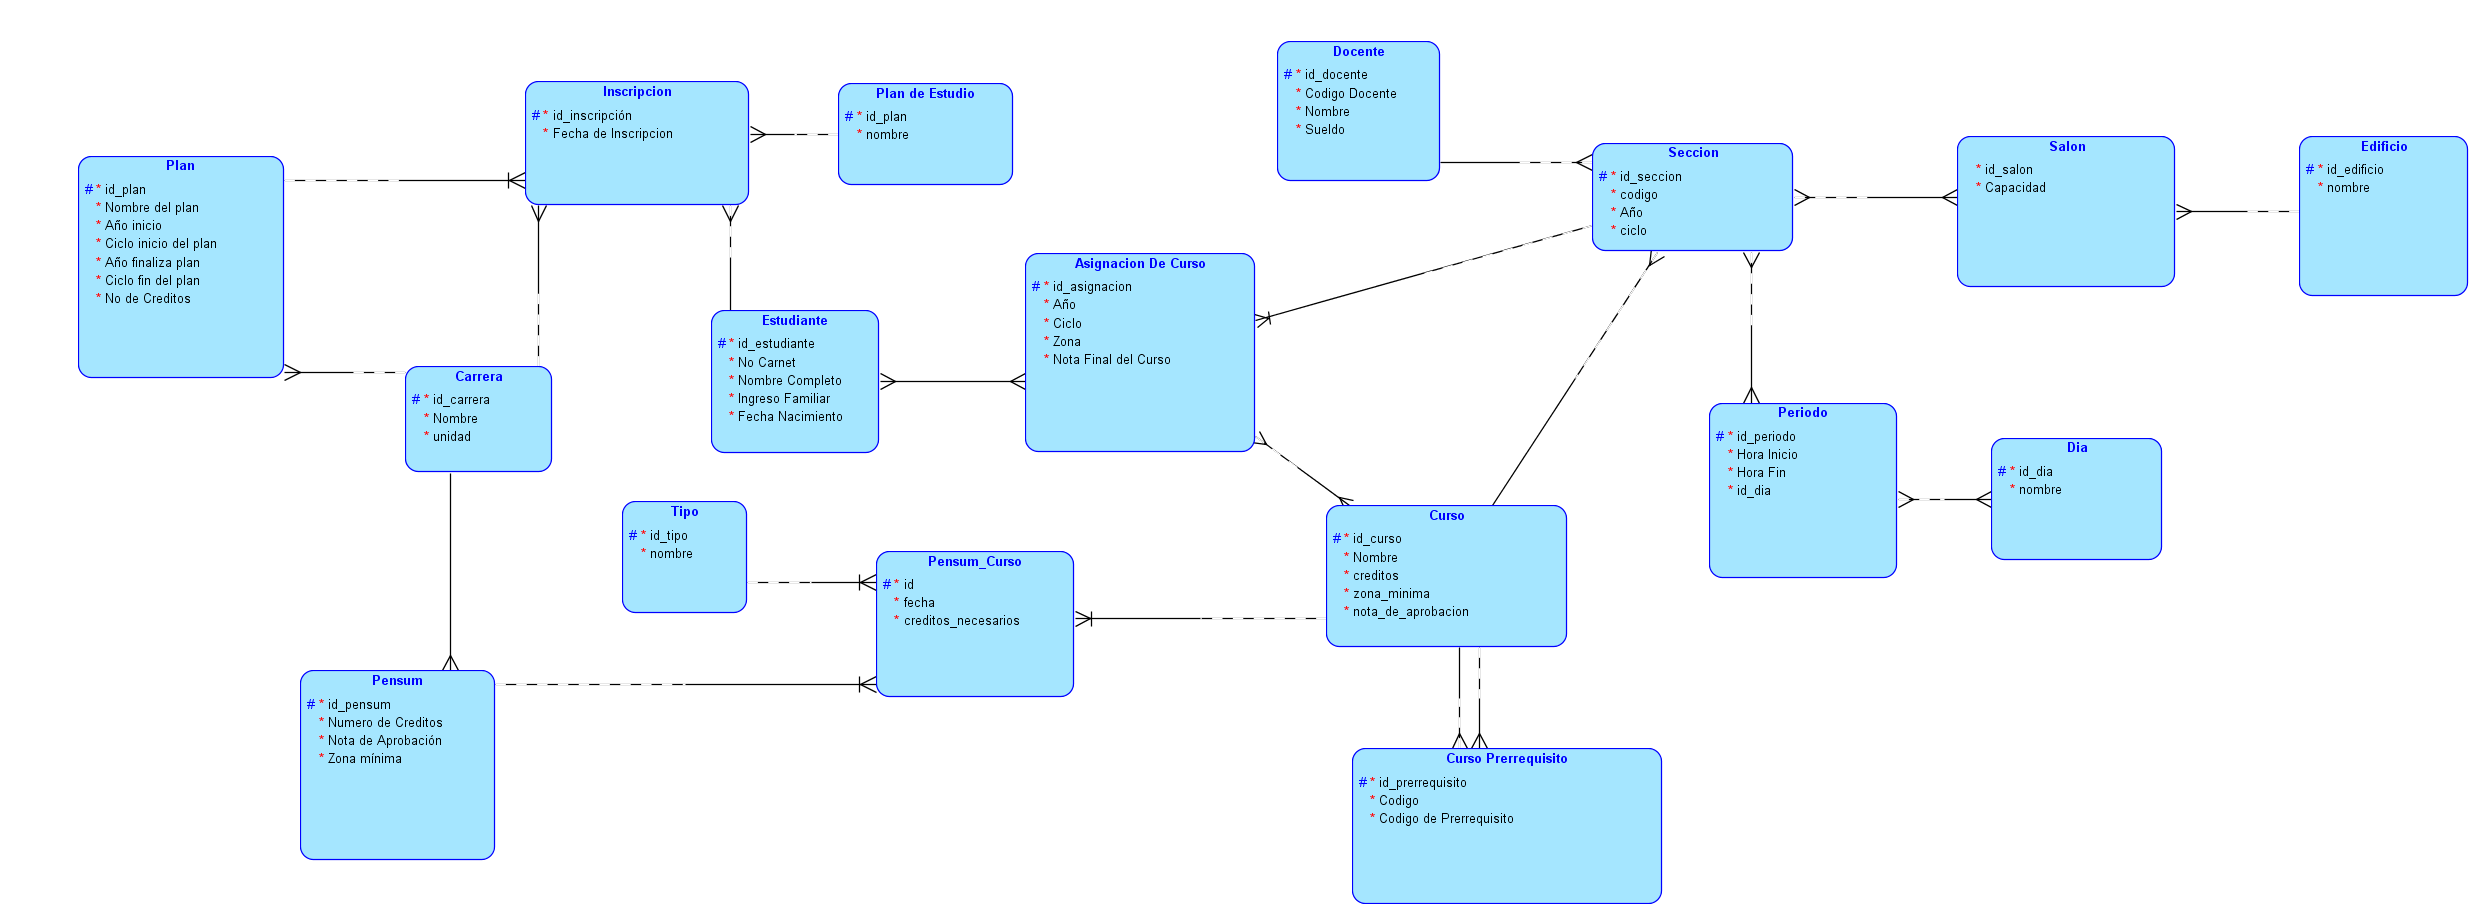 Docente
# * id_docente
* Codigo Docente
* Nombre
* Sueldo
Inscripcion
# * id_inscripción
* Fecha de Inscripcion
Plan de Estudio
# * id_plan
* nombre
Seccion
# * id_seccion
* codigo
* Año
* ciclo
Salón
* id_salon
* Capacidad
Edificio
# * id_edificio
* nombre
Plan
# * id_plan
* Nombre del plan
* Año inicio
* Ciclo inicio del plan
* Año finaliza plan
* Ciclo fin del plan
* No de Creditos
Asignacion De Curso
# * id_asignacion
* Año
* Ciclo
* Zona
* Nota Final del Curso
Estudiante
# * id_estudiante
* No Carnet
* Nombre Completo
* Ingreso Familiar
* Fecha Nacimiento
Carrera
# * id_carrera
* Nombre
* unidad
Periodo
# * id_periodo
* Hora Inicio
* Hora Fin
* id_dia
Dia
# * id_dia
* nombre
Tipo
# * id_tipo
* nombre
Curso
# * id_curso
* Nombre
* creditos
* zona_minima
* nota_de_aprobacion
Pensum_Curso
# * id
* fecha
* creditos_necesarios
Pensum
# * id_pensum
* Numero de Creditos
* Nota de Aprobación
* Zona mínima
Curso Prerrequisito
# * id_prerrequisito
* Codigo
* Codigo de Prerrequisito